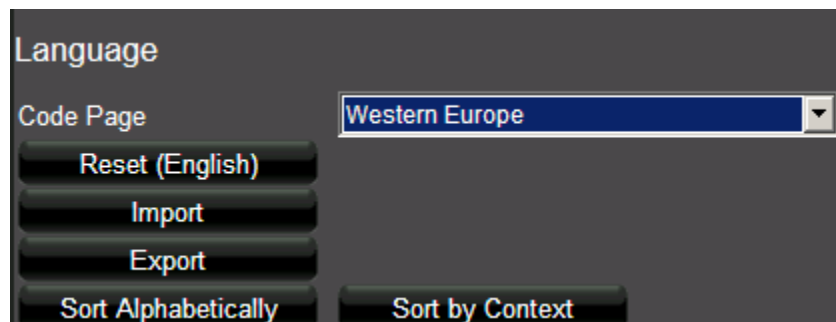 Language
Code Page Western Europe
Reset (English)
Import
Export
Sort Alphabetically Sort by Context